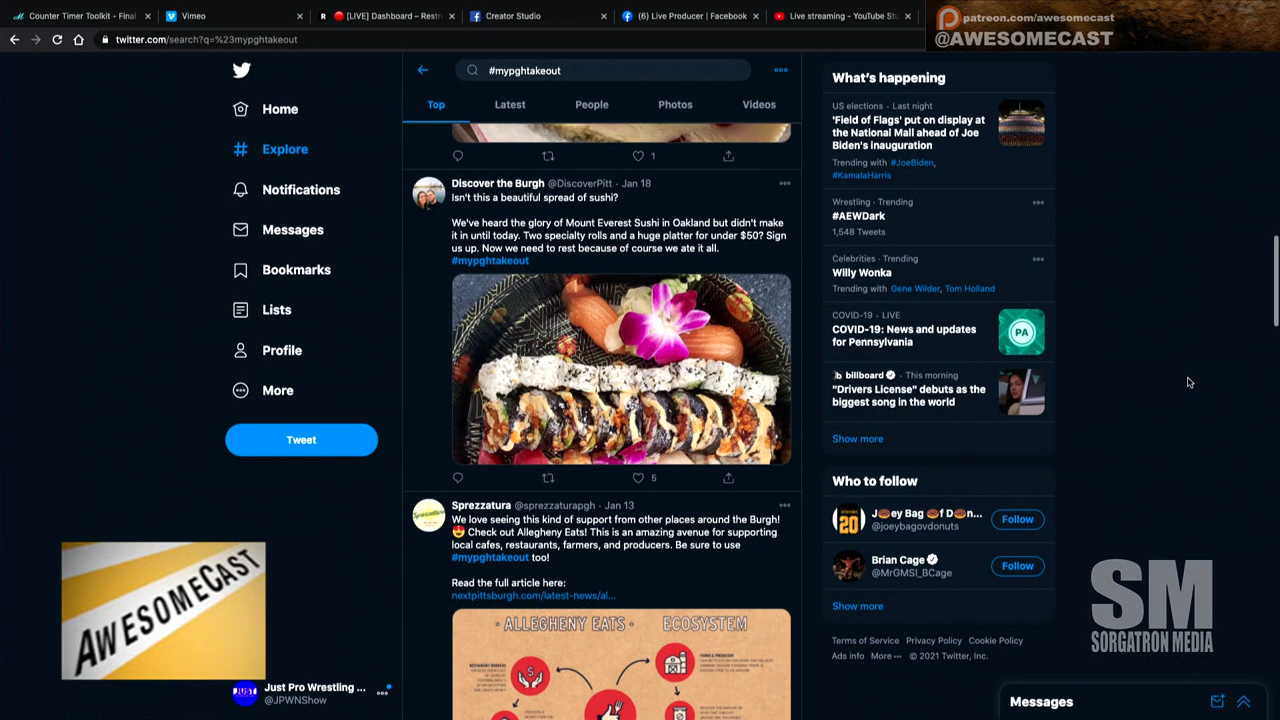 Counter Timer Toolkit - Final
Vimeo
[LIVE] Dashboard - Restr
Creator Studio
(6) Live Producer | Facebook
Live streaming - YouTube Stu
patreon.com/awesomecast
@AWESOMECAST
twitter.com/search?q=%23mypghtakeout
Home
Explore
Notifications
Messages
Bookmarks
Lists
Profile
More
Tweet
AWESOMECAST
Just Pro Wrestling ...
@JPWNShow
#mypghtakeout
Top Latest People Photos Videos
1
Discover the Burgh @DiscoverPitt · Jan 18
Isn't this a beautiful spread of sushi?
We've heard the glory of Mount Everest Sushi in Oakland but didn't make
it in until today. Two specialty rolls and a huge platter for under $50? Sign
us up. Now we need to rest because of course we ate it all.
#mypghtakeout
5
Sprezzatura @sprezzaturapgh · Jan 13
We love seeing this kind of support from other places around the Burgh!
😍 Check out Allegheny Eats! This is an amazing avenue for supporting
local cafes, restaurants, farmers, and producers. Be sure to use
#mypghtakeout too!
Read the full article here:
nextpittsburgh.com/latest-news/al...
· ALLEGHENY EATS · ECOSYSTEM
What's happening
US elections · Last night
'Field of Flags' put on display at
the National Mall ahead of Joe
Biden's inauguration
Trending with #JoeBiden,
#KamalaHarris
Wrestling · Trending
#AEWDark
1,548 Tweets
Celebrities · Trending
Willy Wonka
Trending with Gene Wilder, Tom Holland
COVID-19 · LIVE
COVID-19: News and updates
for Pennsylvania
PA
billboard · This morning
"Drivers License" debuts as the
biggest song in the world
Show more
Who to follow
J🍩ey Bag 🍩f D🍩n...
@joeybagovdonuts
Follow
Brian Cage
@MrGMSI_BCage
Follow
Show more
Terms of Service Privacy Policy Cookie Policy
Ads info More ··· © 2021 Twitter, Inc.
SM
SORGATRON MEDIA
Messages